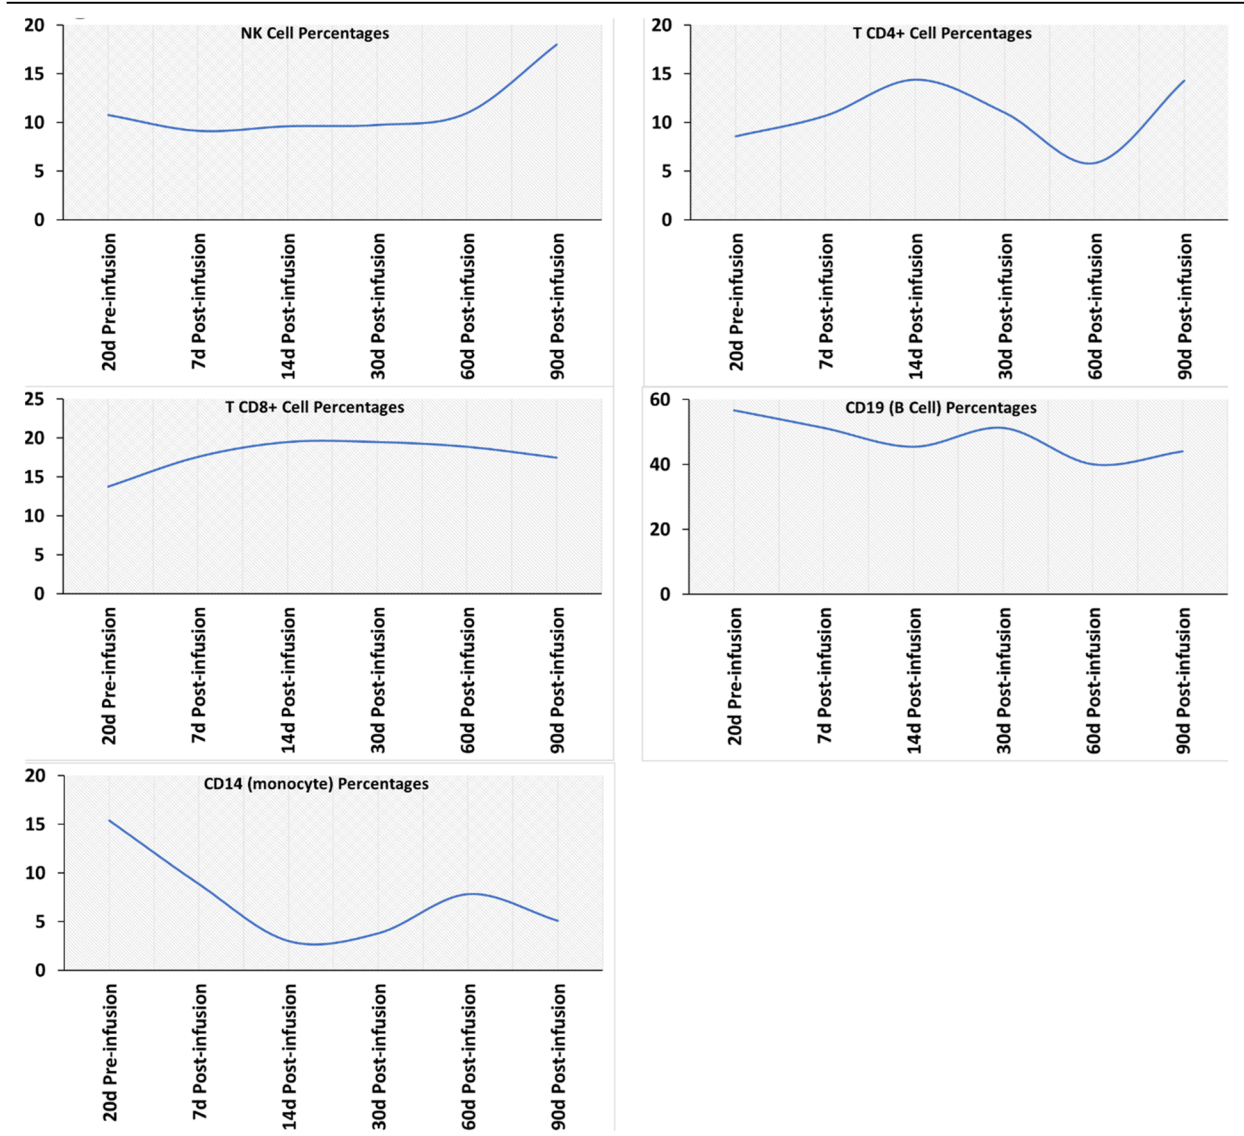 NK Cell Percentages
20
15
10
5
0
20d Pre-infusion
7d Post-infusion
14d Post-infusion
30d Post-infusion
60d Post-infusion
90d Post-infusion
T CD4+ Cell Percentages
20
15
10
5
0
20d Pre-infusion
7d Post-infusion
14d Post-infusion
30d Post-infusion
60d Post-infusion
90d Post-infusion
T CD8+ Cell Percentages
25
20
15
10
5
0
20d Pre-infusion
7d Post-infusion
14d Post-infusion
30d Post-infusion
60d Post-infusion
90d Post-infusion
CD19 (B Cell) Percentages
60
40
20
0
20d Pre-infusion
7d Post-infusion
14d Post-infusion
30d Post-infusion
60d Post-infusion
90d Post-infusion
CD14 (monocyte) Percentages
20
15
10
5
0
20d Pre-infusion
7d Post-infusion
14d Post-infusion
30d Post-infusion
60d Post-infusion
90d Post-infusion